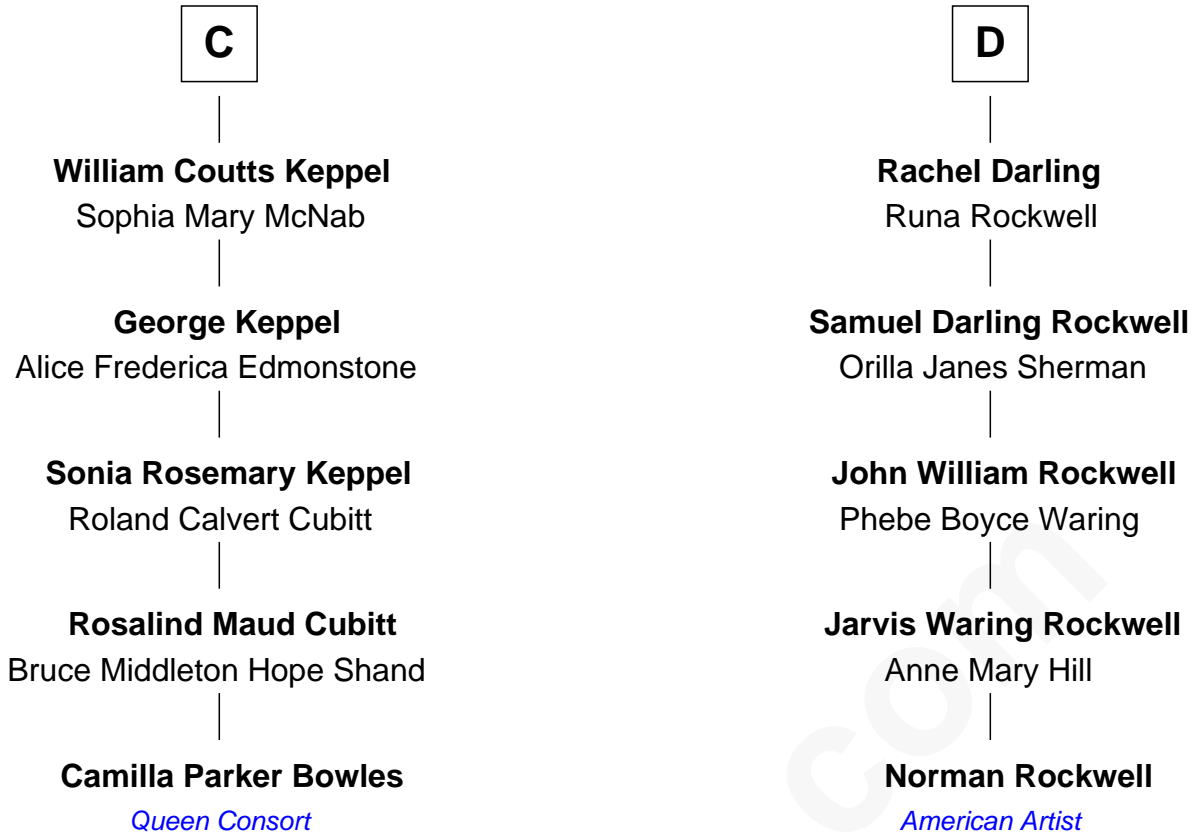 C
William Coutts Keppel
Sophia Mary McNab
George Keppel
Alice Frederica Edmonstone
Sonia Rosemary Keppel
Roland Calvert Cubitt
Rosalind Maud Cubitt
Bruce Middleton Hope Shand
Camilla Parker Bowles
Queen Consort
D
Rachel Darling
Runa Rockwell
Samuel Darling Rockwell
Orilla Janes Sherman
John William Rockwell
Phebe Boyce Waring
Jarvis Waring Rockwell
Anne Mary Hill
Norman Rockwell
American Artist
com